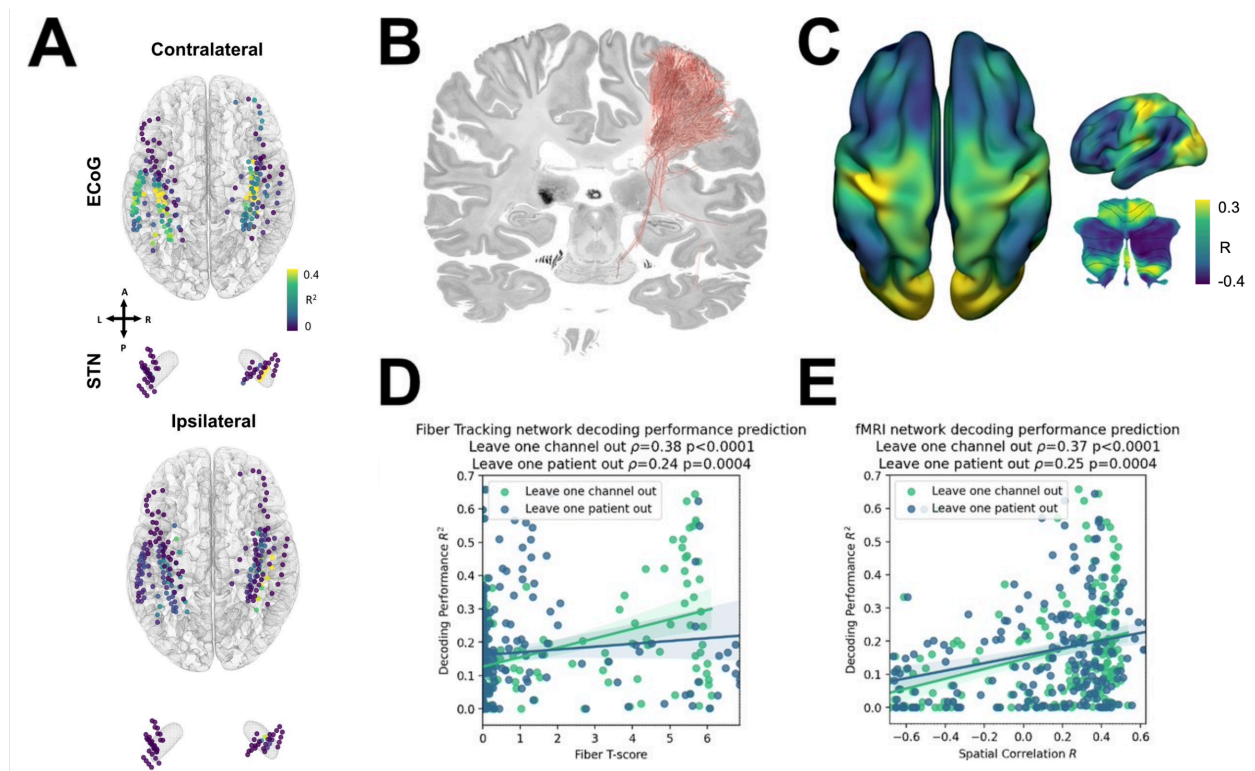 A
Contralateral
ECoG
A
L
R
P
0.4
R²
0
STN
Ipsilateral
B
C
0.3
R
-0.4
D
Fiber Tracking network decoding performance prediction
Leave one channel out ρ=0.38 p<0.0001
Leave one patient out ρ=0.24 p=0.0004
Leave one channel out
Leave one patient out
Decoding Performance R²
0.7
0.6
0.5
0.4
0.3
0.2
0.1
0.0
0 1 2 3 4 5 6
Fiber T-score
E
fMRI network decoding performance prediction
Leave one channel out ρ=0.37 p<0.0001
Leave one patient out ρ=0.25 p=0.0004
Leave one channel out
Leave one patient out
Decoding Performance R²
0.7
0.6
0.5
0.4
0.3
0.2
0.1
0.0
−0.6 −0.4 −0.2 0.0 0.2 0.4 0.6
Spatial Correlation R